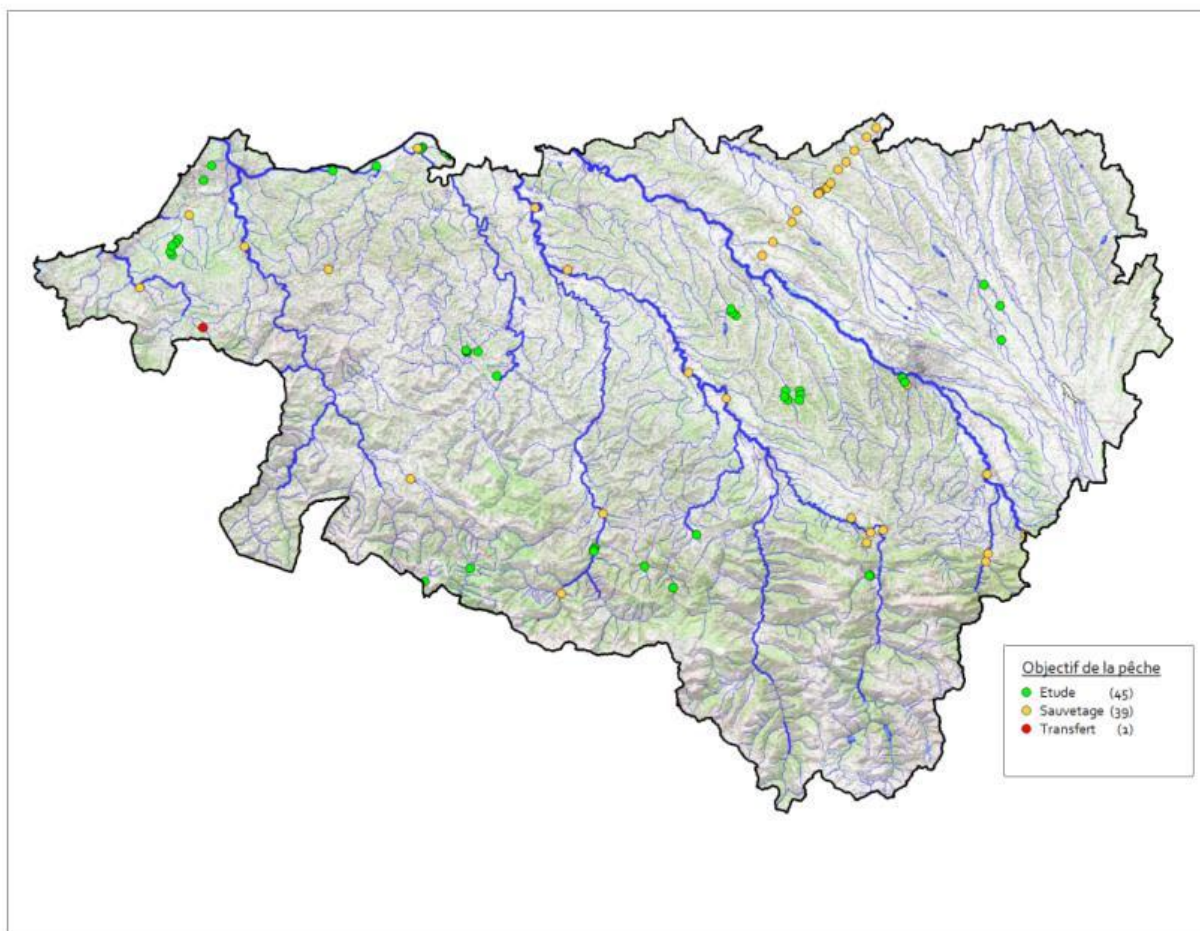 Objectif de la pêche
Etude (45)
Sauvetage (39)
Transfert (1)